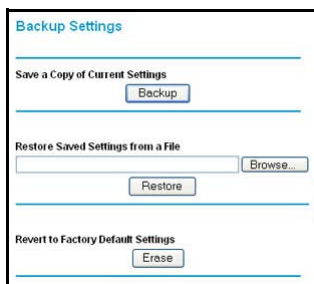 Backup Settings
Save a Copy of Current Settings
Backup
Restore Saved Settings from a File
Browse...
Restore
Revert to Factory Default Settings
Erase